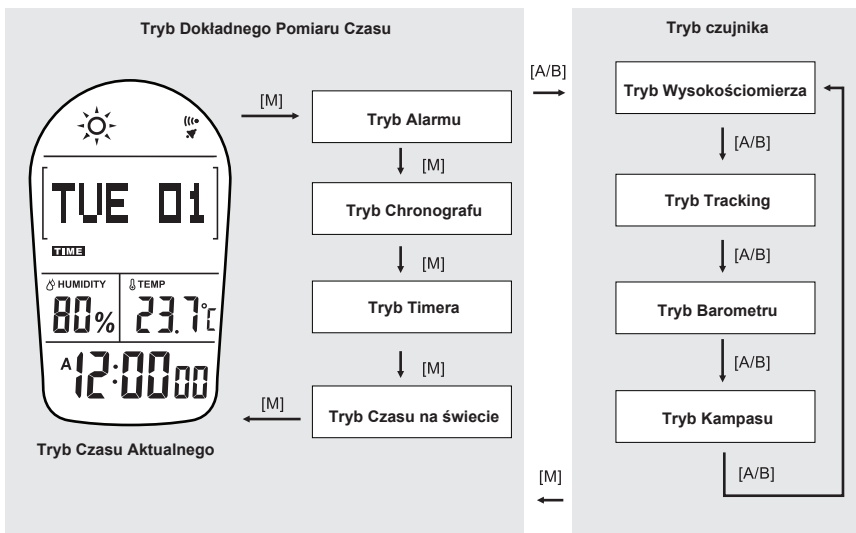 Tryb Dokładnego Pomiaru Czasu
[M]
TUE 01
TIME
HUMIDITY
80%
TEMP
23.7°C
A 12:00 00
Tryb Czasu Aktualnego
Tryb Alarmu
[M]
Tryb Chronografu
[M]
Tryb Timera
[M]
Tryb Czasu na świecie
[M]
[A/B]
[M]
Tryb czujnika
Tryb Wysokościomierza
[A/B]
Tryb Tracking
[A/B]
Tryb Barometru
[A/B]
Tryb Kampasu
[A/B]